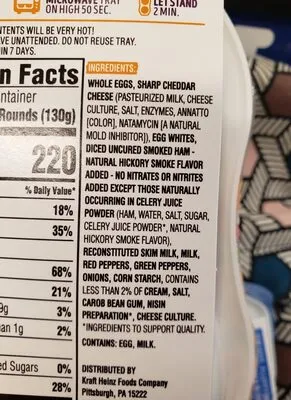 MICROWAVE TRAY
ON HIGH 50 SEC.
LET STAND
2 MIN.
NTENTS WILL BE VERY HOT!
VE UNATTENDED. DO NOT REUSE TRAY.
IN 7 DAYS.
n Facts
ntainer
Rounds (130g)
220
% Daily Value*
18%
35%
68%
21%
9g 3%
an 1g 2%
ed Sugars 0%
28%
INGREDIENTS:
WHOLE EGGS, SHARP CHEDDAR
CHEESE (PASTEURIZED MILK, CHEESE
CULTURE, SALT, ENZYMES, ANNATTO
[COLOR], NATAMYCIN [A NATURAL
MOLD INHIBITOR]), EGG WHITES,
DICED UNCURED SMOKED HAM -
NATURAL HICKORY SMOKE FLAVOR
ADDED - NO NITRATES OR NITRITES
ADDED EXCEPT THOSE NATURALLY
OCCURRING IN CELERY JUICE
POWDER (HAM, WATER, SALT, SUGAR,
CELERY JUICE POWDER*, NATURAL
HICKORY SMOKE FLAVOR),
RECONSTITUTED SKIM MILK, MILK,
RED PEPPERS, GREEN PEPPERS,
ONIONS, CORN STARCH, CONTAINS
LESS THAN 2% OF CREAM, SALT,
CAROB BEAN GUM, NISIN
PREPARATION*, CHEESE CULTURE.
*INGREDIENTS TO SUPPORT QUALITY.
CONTAINS: EGG, MILK.
DISTRIBUTED BY
Kraft Heinz Foods Company
Pittsburgh, PA 15222